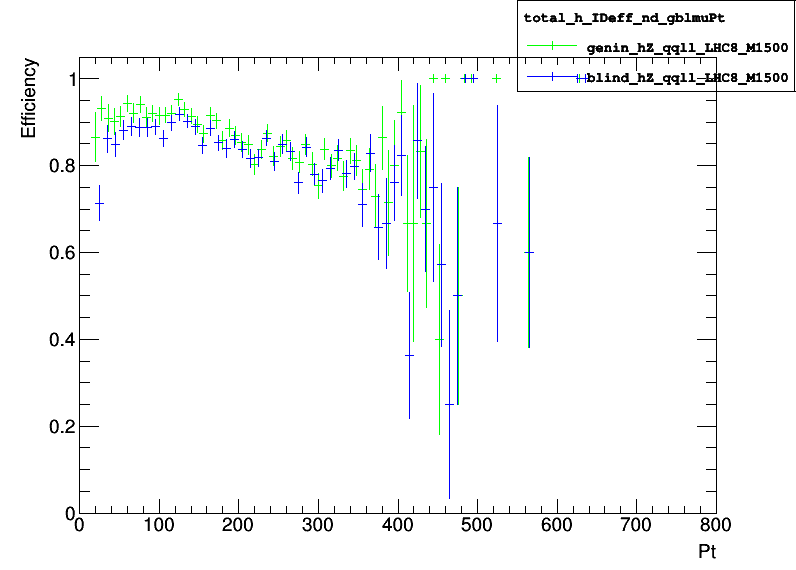 total_h_IDeff_nd_gblmuPt
genin_hZ_qqll_LHC8_M1500
blind_hZ_qqll_LHC8_M1500
Efficiency
1
0.8
0.6
0.4
0.2
0
0 100 200 300 400 500 600 700 800
Pt